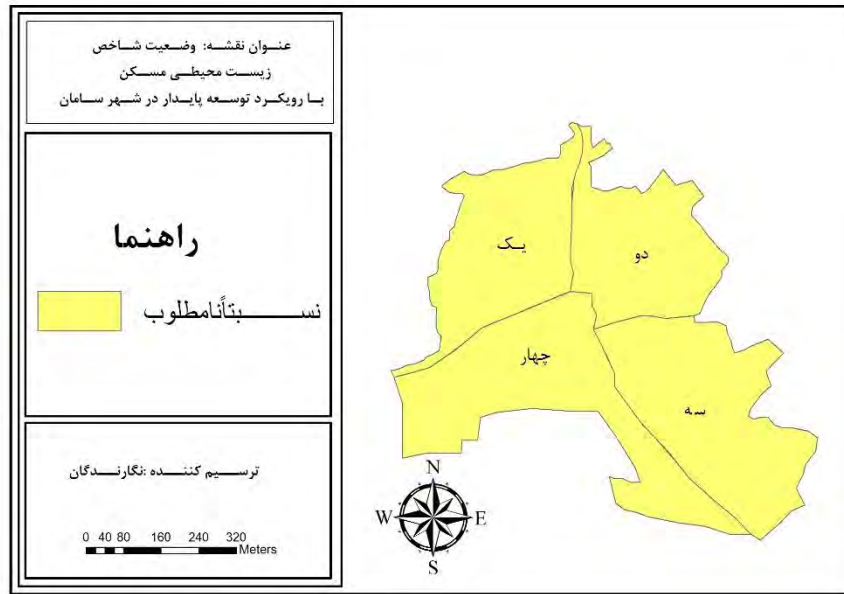 عنوان نقشه: وضعیت شاخص
زیست محیطی مسکن
با رویکرد توسعه پایدار در شهر سامان
راهنما
نسبتاًنامطلوب
ترسیم کننده :نگارندگان
0 40 80 160 240 320
Meters
یک
دو
چهار
سه
N
W E
S